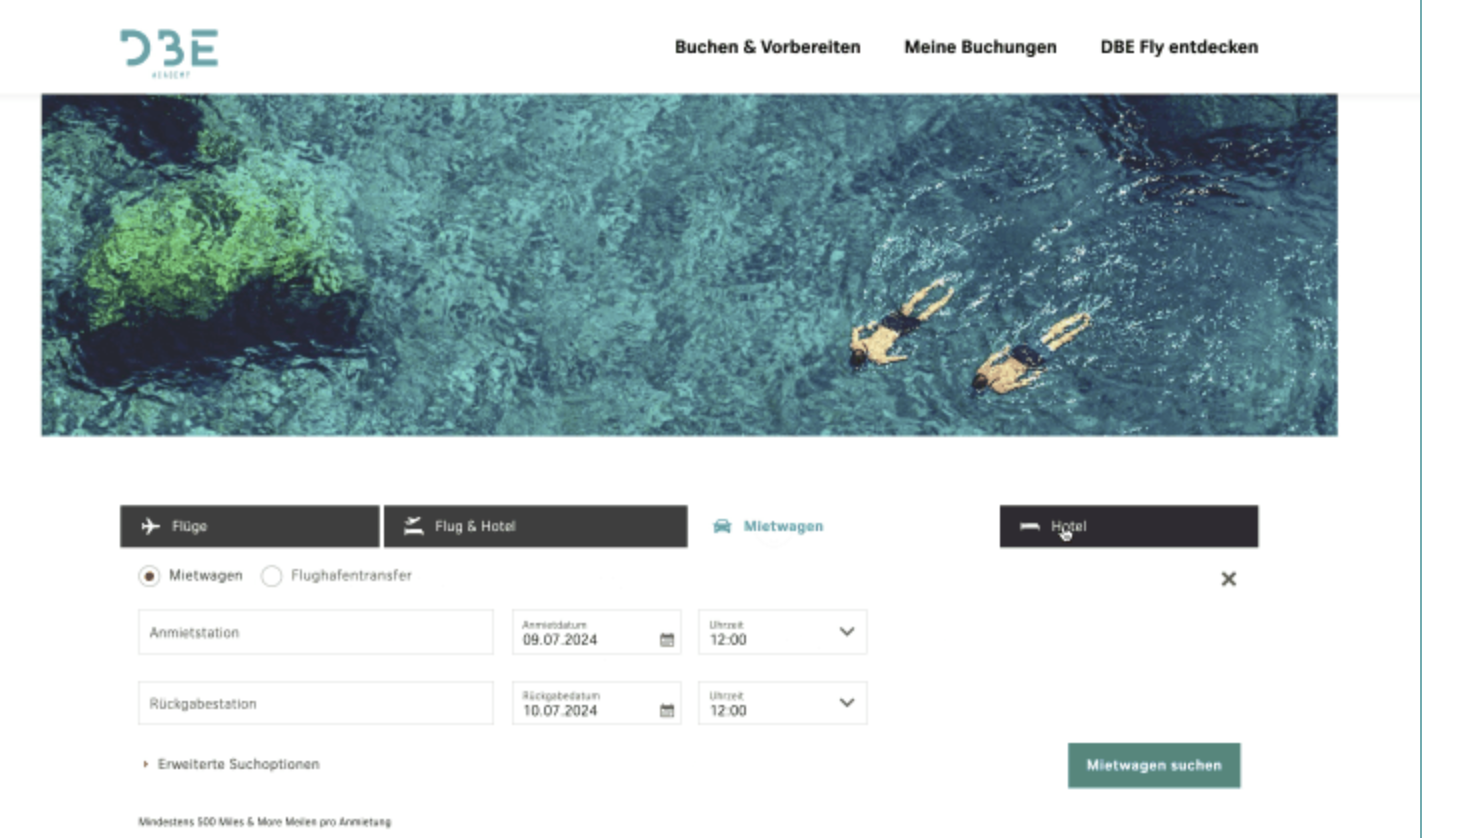 DBE
ACADEMY
Buchen & Vorbereiten Meine Buchungen DBE Fly entdecken
Flüge Flug & Hotel Mietwagen Hotel
Mietwagen Flughafentransfer
Anmietstation Anmietdatum 09.07.2024 Uhrzeit 12:00
Rückgabestation Rückgabedatum 10.07.2024 Uhrzeit 12:00
Erweiterte Suchoptionen Mietwagen suchen
Mindestens 500 Miles & More Meilen pro Anmietung